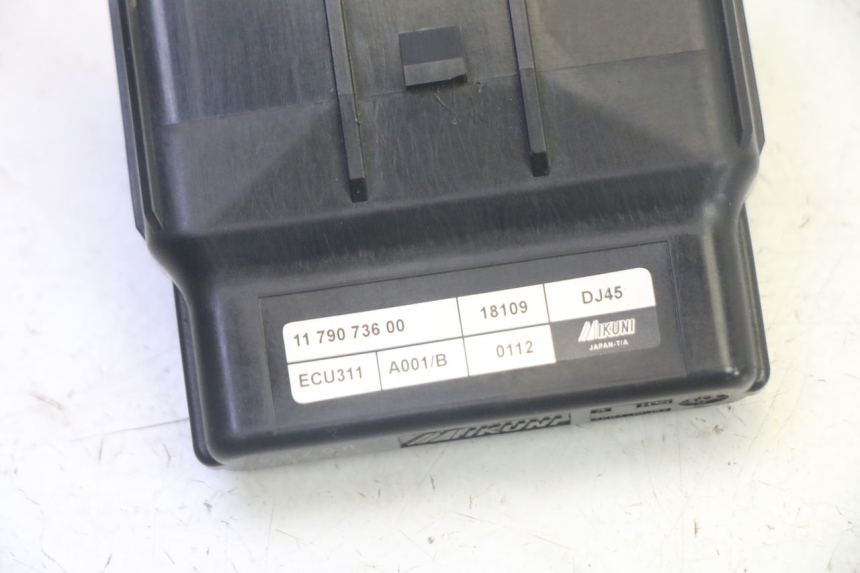 11 790 736 00 18109 DJ45
ECU311 A001/B 0112 MIKUNI
JAPAN-T/A
MIKUNI